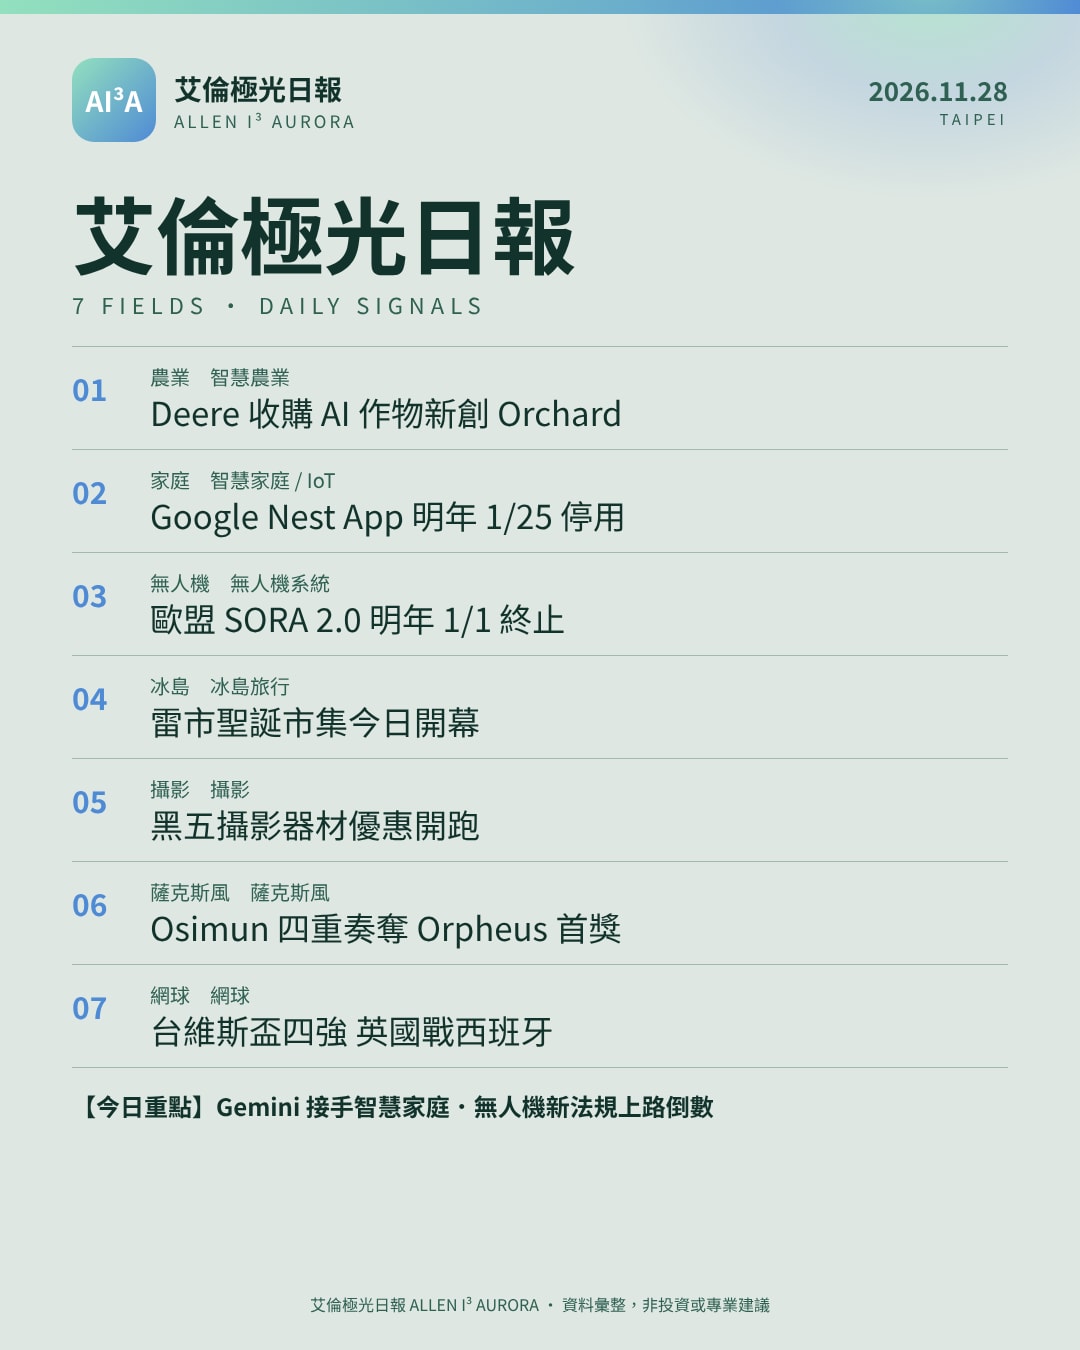 AI³A
艾倫極光日報
ALLEN I³ AURORA
2026.11.28
TAIPEI
艾倫極光日報
7 FIELDS · DAILY SIGNALS
01
農業　智慧農業
Deere 收購 AI 作物新創 Orchard
02
家庭　智慧家庭 / IoT
Google Nest App 明年 1/25 停用
03
無人機　無人機系統
歐盟 SORA 2.0 明年 1/1 終止
04
冰島　冰島旅行
雷市聖誕市集今日開幕
05
攝影　攝影
黑五攝影器材優惠開跑
06
薩克斯風　薩克斯風
Osimun 四重奏奪 Orpheus 首獎
07
網球　網球
台維斯盃四強 英國戰西班牙
【今日重點】Gemini 接手智慧家庭・無人機新法規上路倒數
艾倫極光日報 ALLEN I³ AURORA · 資料彙整，非投資或專業建議